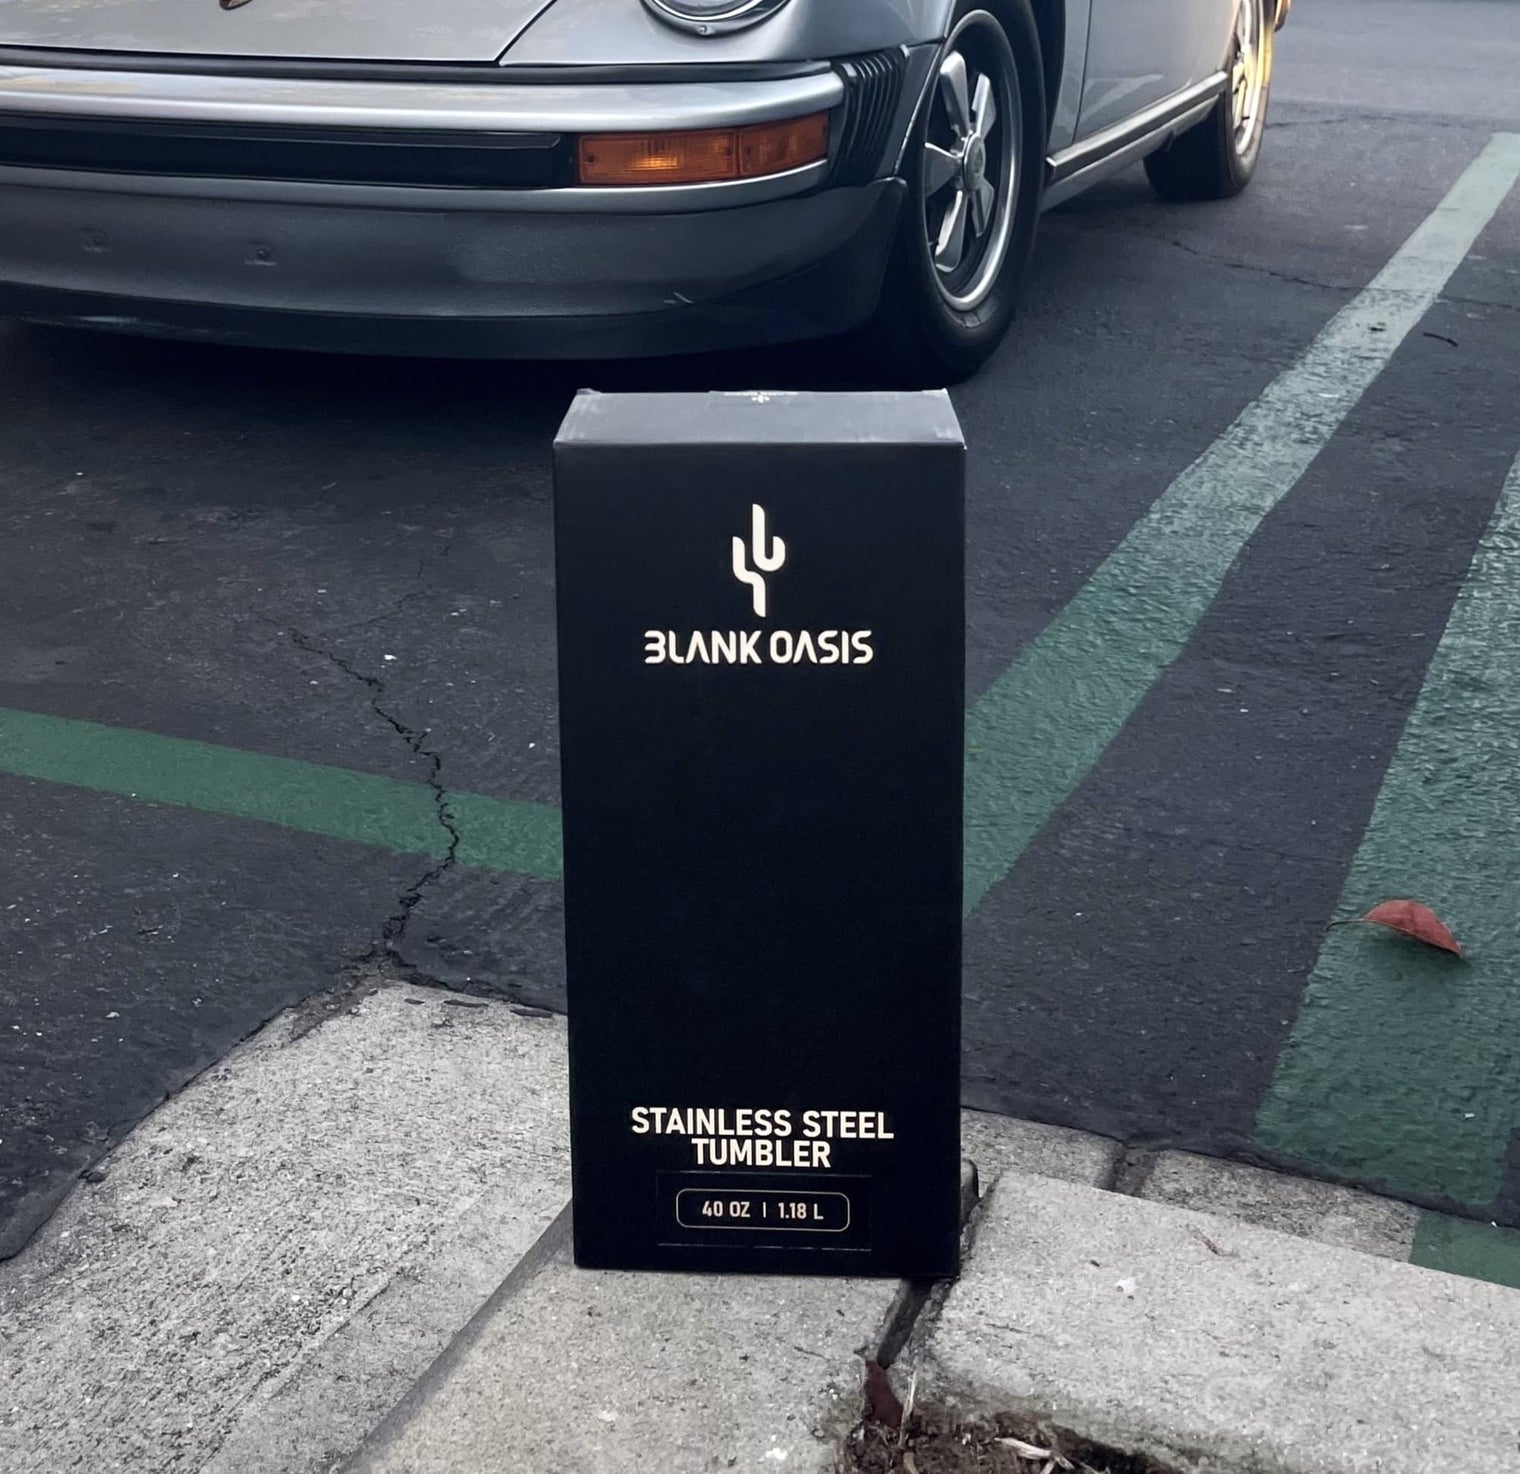 BLANK OASIS
STAINLESS STEEL
TUMBLER
40 OZ | 1.18 L